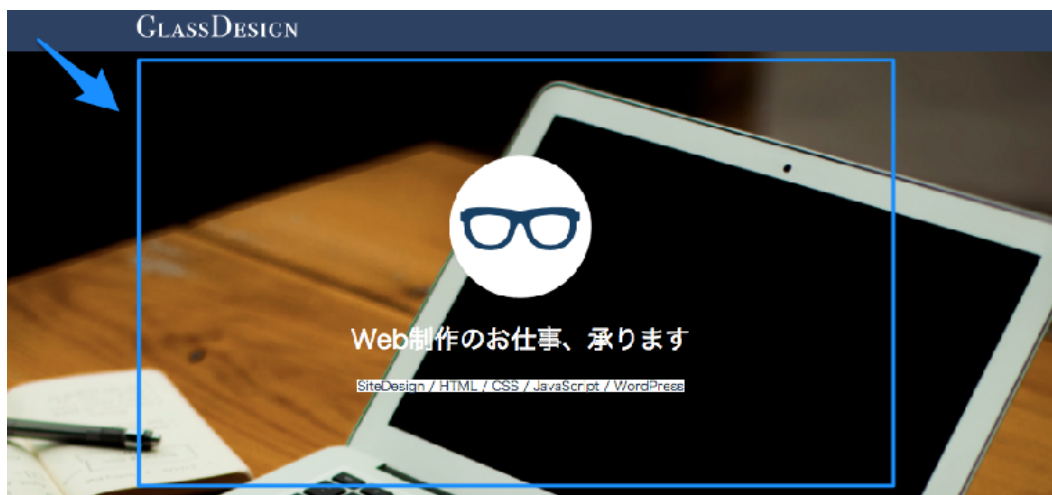 GLASSDESIGN
Web制作のお仕事、承ります
SiteDesign / HTML / CSS / JavaScript / WordPress